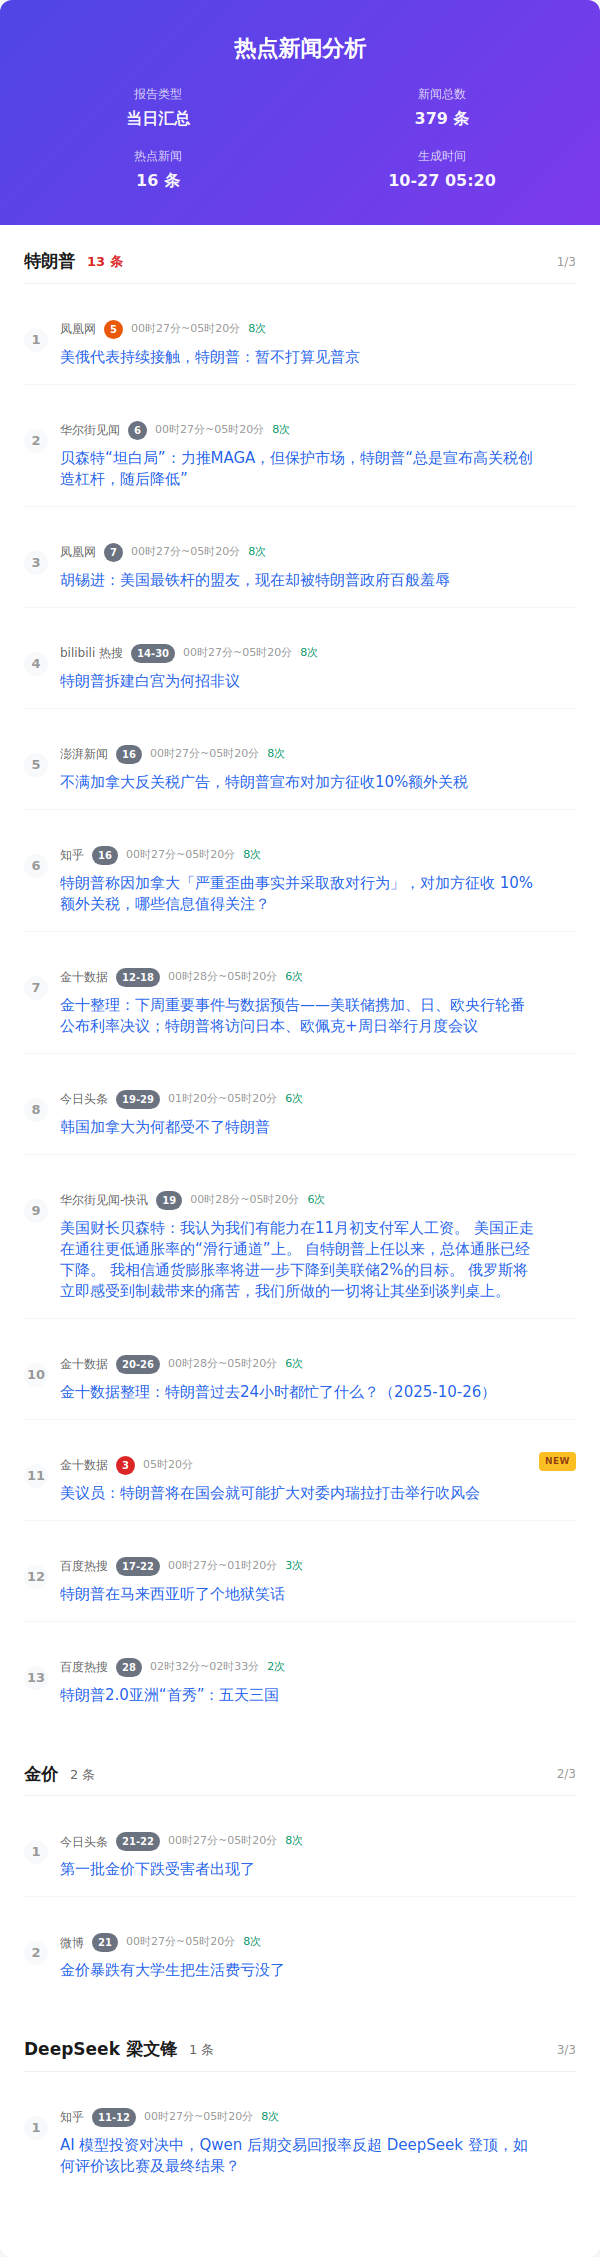 热点新闻分析
报告类型
当日汇总
新闻总数
379 条
热点新闻
16 条
生成时间
10-27 05:20
特朗普 13 条 1/3
1
凤凰网 5 00时27分~05时20分 8次
美俄代表持续接触，特朗普：暂不打算见普京
2
华尔街见闻 6 00时27分~05时20分 8次
贝森特“坦白局”：力推MAGA，但保护市场，特朗普“总是宣布高关税创
造杠杆，随后降低”
3
凤凰网 7 00时27分~05时20分 8次
胡锡进：美国最铁杆的盟友，现在却被特朗普政府百般羞辱
4
bilibili 热搜 14-30 00时27分~05时20分 8次
特朗普拆建白宫为何招非议
5
澎湃新闻 16 00时27分~05时20分 8次
不满加拿大反关税广告，特朗普宣布对加方征收10%额外关税
6
知乎 16 00时27分~05时20分 8次
特朗普称因加拿大「严重歪曲事实并采取敌对行为」，对加方征收 10%
额外关税，哪些信息值得关注？
7
金十数据 12-18 00时28分~05时20分 6次
金十整理：下周重要事件与数据预告——美联储携加、日、欧央行轮番
公布利率决议；特朗普将访问日本、欧佩克+周日举行月度会议
8
今日头条 19-29 01时20分~05时20分 6次
韩国加拿大为何都受不了特朗普
9
华尔街见闻-快讯 19 00时28分~05时20分 6次
美国财长贝森特：我认为我们有能力在11月初支付军人工资。 美国正走
在通往更低通胀率的“滑行通道”上。 自特朗普上任以来，总体通胀已经
下降。 我相信通货膨胀率将进一步下降到美联储2%的目标。 俄罗斯将
立即感受到制裁带来的痛苦，我们所做的一切将让其坐到谈判桌上。
10
金十数据 20-26 00时28分~05时20分 6次
金十数据整理：特朗普过去24小时都忙了什么？（2025-10-26）
11
金十数据 3 05时20分 NEW
美议员：特朗普将在国会就可能扩大对委内瑞拉打击举行吹风会
12
百度热搜 17-22 00时27分~01时20分 3次
特朗普在马来西亚听了个地狱笑话
13
百度热搜 28 02时32分~02时33分 2次
特朗普2.0亚洲“首秀”：五天三国
金价 2 条 2/3
1
今日头条 21-22 00时27分~05时20分 8次
第一批金价下跌受害者出现了
2
微博 21 00时27分~05时20分 8次
金价暴跌有大学生把生活费亏没了
DeepSeek 梁文锋 1 条 3/3
1
知乎 11-12 00时27分~05时20分 8次
AI 模型投资对决中，Qwen 后期交易回报率反超 DeepSeek 登顶，如
何评价该比赛及最终结果？